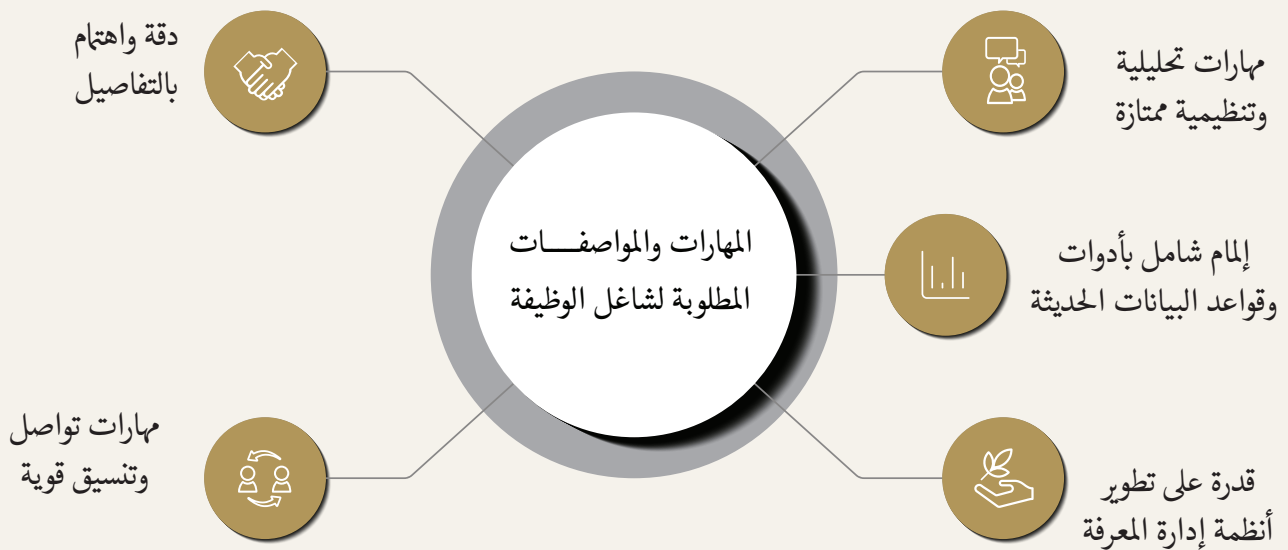 المهارات والمواصفـــات
المطلوبة لشاغل الوظيفة
مهارات تحليلية
وتنظيمية ممتازة
إلمام شامل بأدوات
وقواعد البيانات الحديثة
قدرة على تطوير
أنظمة إدارة المعرفة
دقة واهتمام
بالتفاصيل
مهارات تواصل
وتنسيق قوية